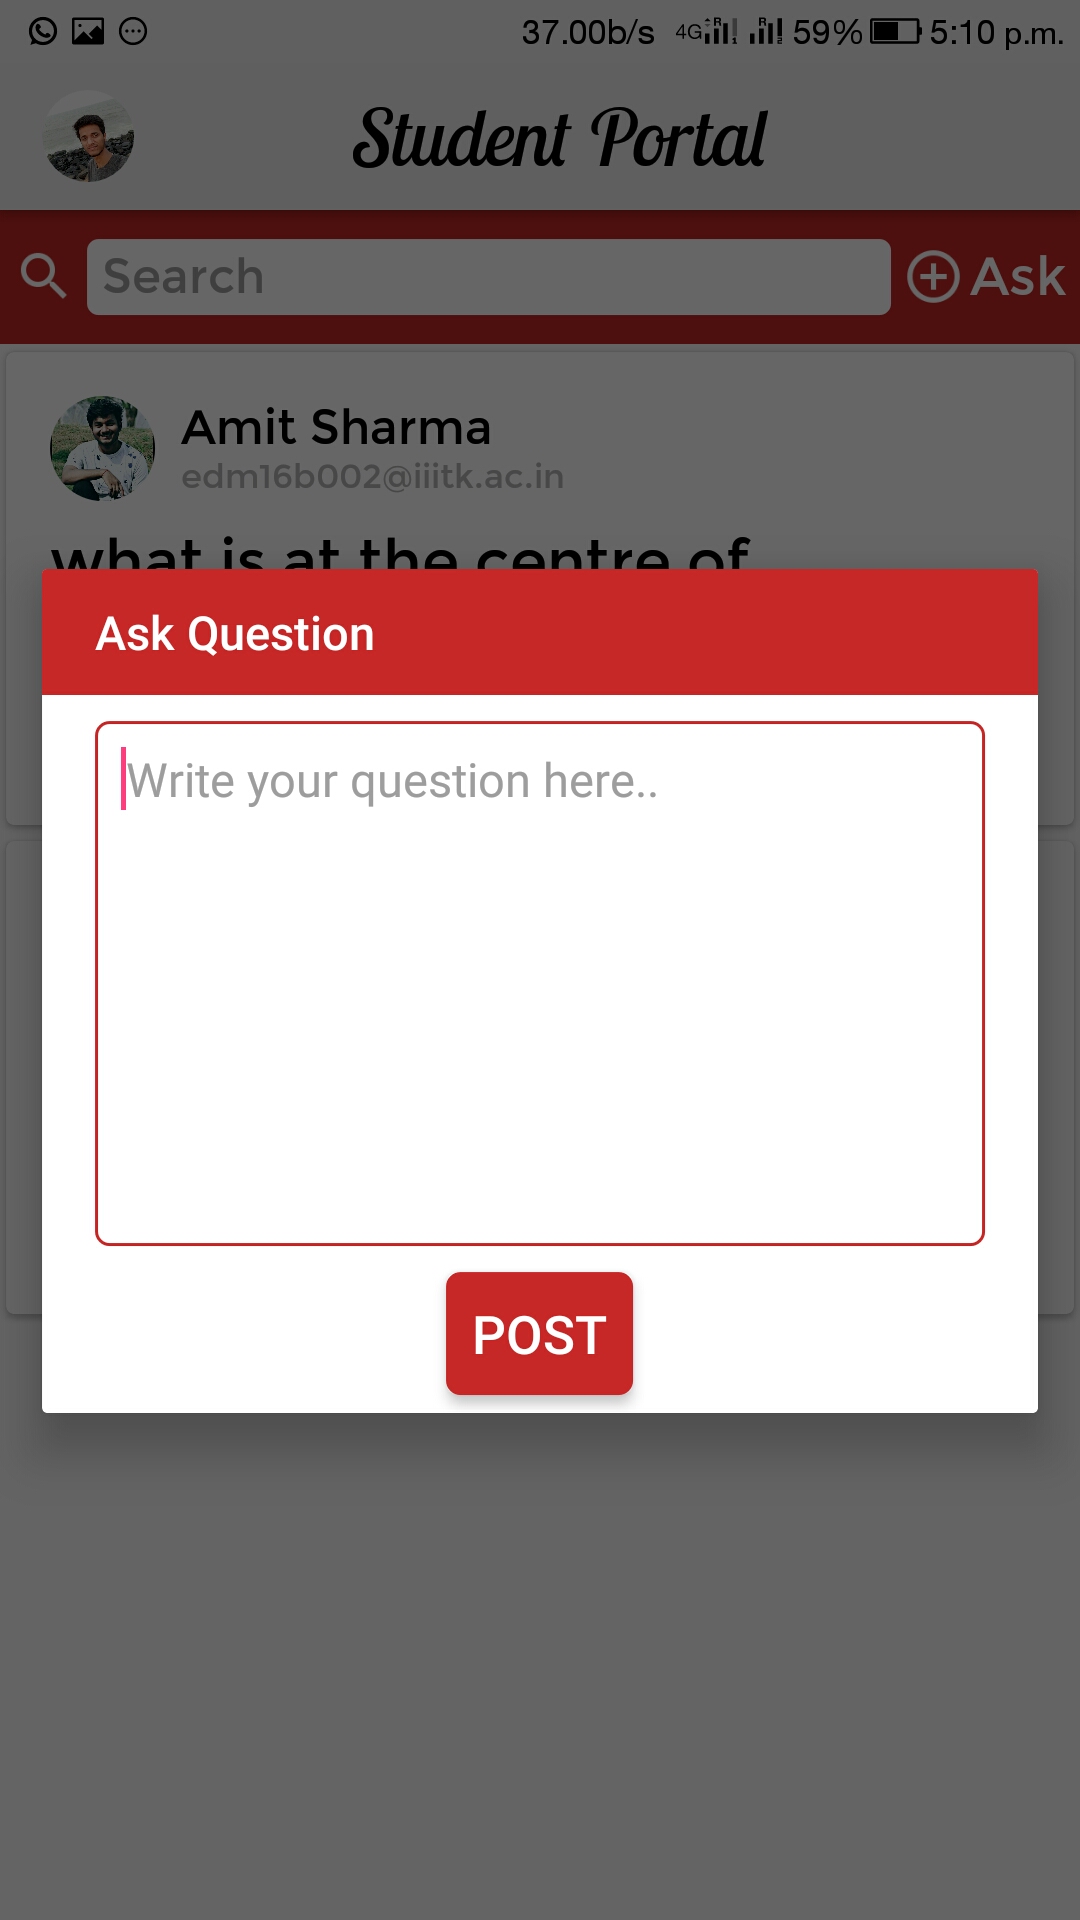 37.00b/s 4G 59% 5:10 p.m.
Student Portal
Search
Ask
Amit Sharma
edm16b002@iiitk.ac.in
what is at the centre of
Ask Question
Write your question here..
POST